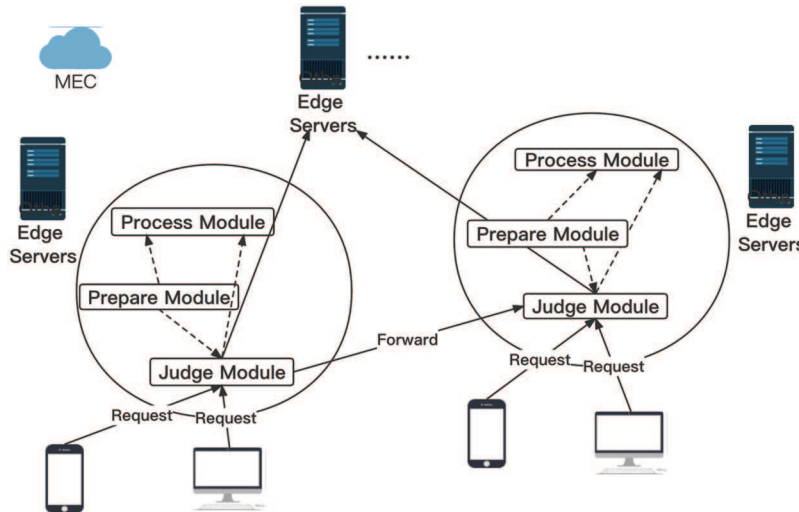 MEC
......
Edge
Servers
Process Module
Edge
Servers
Process Module
Edge
Servers
Prepare Module
Prepare Module
Judge Module
Forward
Judge Module
Request
Request
Request
Request